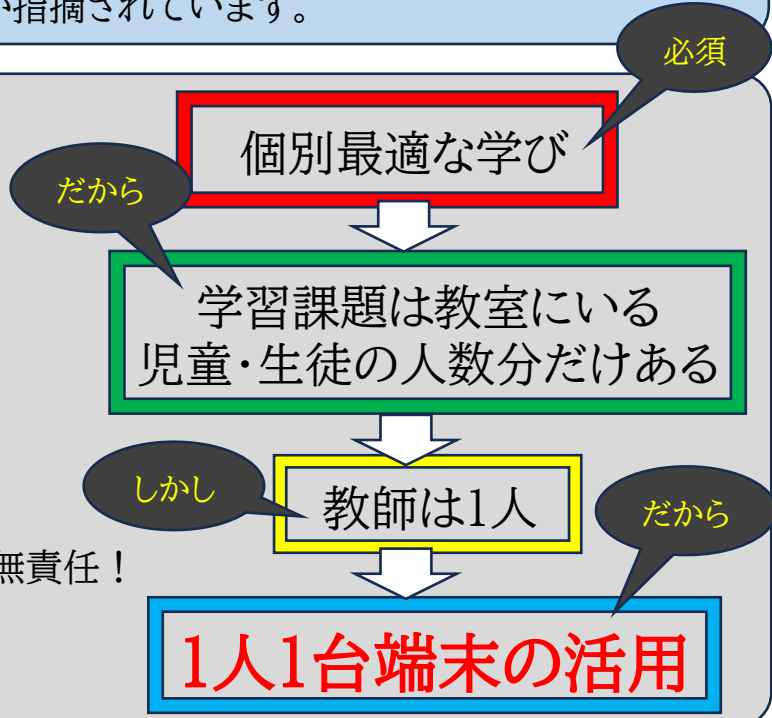 が指摘されています。
必須
個別最適な学び
だから
学習課題は教室にいる
児童・生徒の人数分だけある
しかし
教師は1人
だから
無責任！
1人1台端末の活用